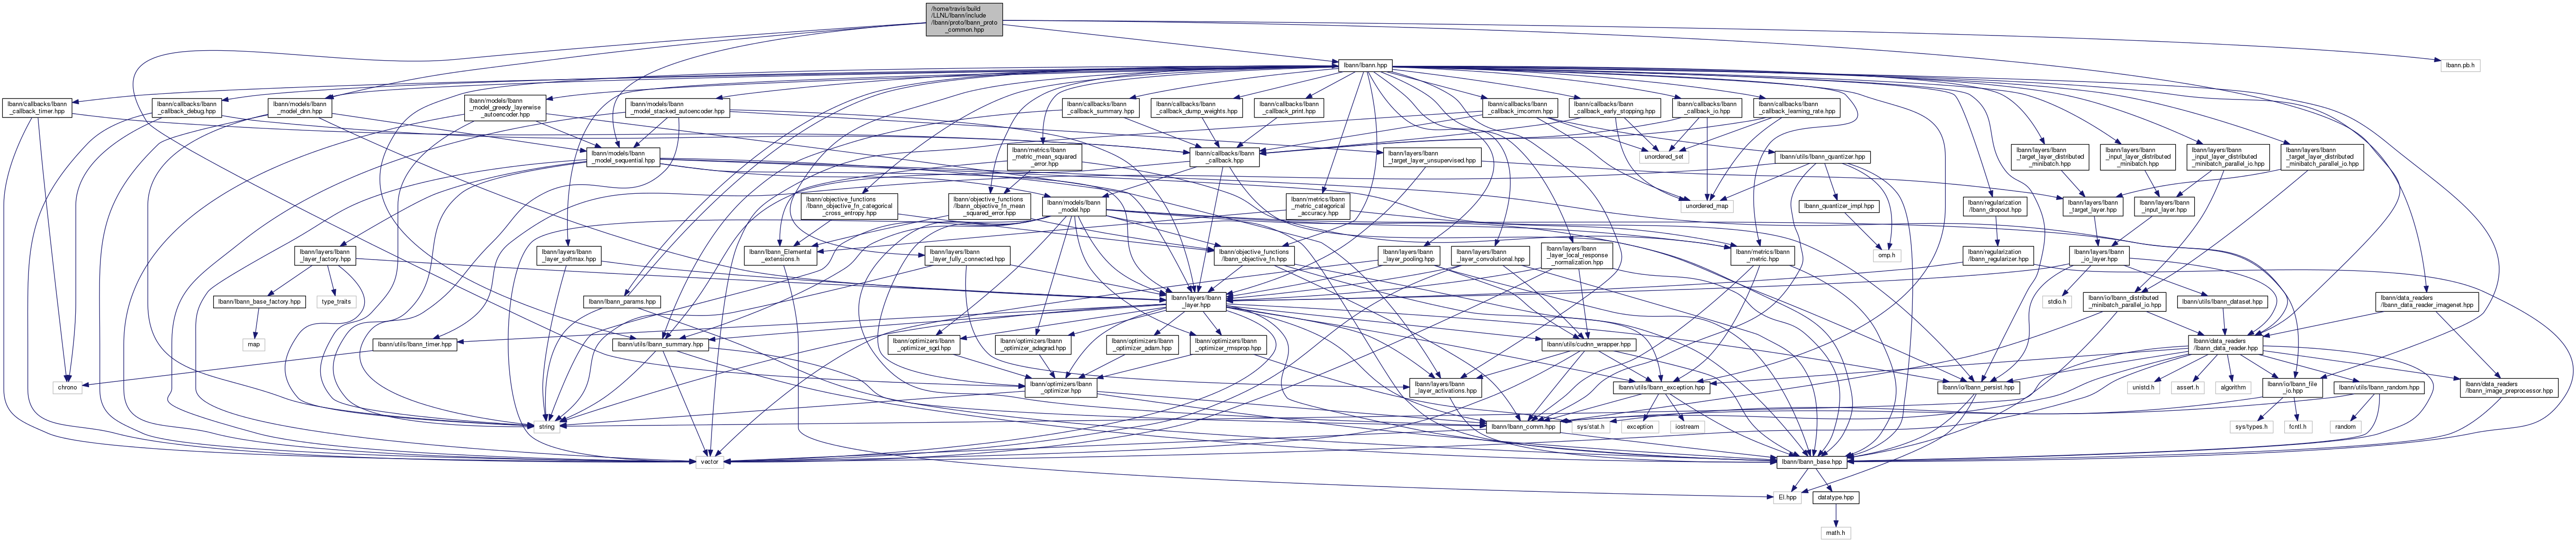 /home/travis/build
/LLNL/lbann/include
/lbann/proto/lbann_proto
_common.hpp
lbann.pb.h
lbann/lbann.hpp
lbann/callbacks/lbann
_callback_timer.hpp
lbann/callbacks/lbann
_callback_debug.hpp
lbann/models/lbann
_model_dnn.hpp
lbann/models/lbann
_model_greedy_layerwise
_autoencoder.hpp
lbann/models/lbann
_model_stacked_autoencoder.hpp
lbann/callbacks/lbann
_callback_summary.hpp
lbann/callbacks/lbann
_callback_dump_weights.hpp
lbann/callbacks/lbann
_callback_print.hpp
lbann/callbacks/lbann
_callback_imcomm.hpp
lbann/callbacks/lbann
_callback_early_stopping.hpp
lbann/callbacks/lbann
_callback_io.hpp
lbann/callbacks/lbann
_callback_learning_rate.hpp
lbann/models/lbann
_model_sequential.hpp
lbann/metrics/lbann
_metric_mean_squared
_error.hpp
lbann/callbacks/lbann
_callback.hpp
lbann/layers/lbann
_target_layer_unsupervised.hpp
unordered_set
lbann/utils/lbann_quantizer.hpp
lbann/layers/lbann
_target_layer_distributed
_minibatch.hpp
lbann/layers/lbann
_input_layer_distributed
_minibatch.hpp
lbann/layers/lbann
_input_layer_distributed
_minibatch_parallel_io.hpp
lbann/layers/lbann
_target_layer_distributed
_minibatch_parallel_io.hpp
lbann/objective_functions
/lbann_objective_fn_categorical
_cross_entropy.hpp
lbann/objective_functions
/lbann_objective_fn_mean
_squared_error.hpp
lbann/models/lbann
_model.hpp
lbann/metrics/lbann
_metric_categorical
_accuracy.hpp
unordered_map
lbann_quantizer_impl.hpp
lbann/regularization
/lbann_dropout.hpp
lbann/layers/lbann
_target_layer.hpp
lbann/layers/lbann
_input_layer.hpp
lbann/layers/lbann
_layer_factory.hpp
lbann/layers/lbann
_layer_softmax.hpp
lbann/lbann_Elemental
_extensions.h
lbann/layers/lbann
_layer_fully_connected.hpp
lbann/objective_functions
/lbann_objective_fn.hpp
lbann/layers/lbann
_layer_pooling.hpp
lbann/layers/lbann
_layer_convolutional.hpp
lbann/layers/lbann
_layer_local_response
_normalization.hpp
lbann/metrics/lbann
_metric.hpp
omp.h
lbann/regularization
/lbann_regularizer.hpp
lbann/layers/lbann
_io_layer.hpp
lbann/lbann_base_factory.hpp
type_traits
lbann/lbann_params.hpp
lbann/layers/lbann
_layer.hpp
stdio.h
lbann/io/lbann_distributed
_minibatch_parallel_io.hpp
lbann/utils/lbann_dataset.hpp
lbann/data_readers
/lbann_data_reader_imagenet.hpp
map
lbann/utils/lbann_timer.hpp
lbann/utils/lbann_summary.hpp
lbann/optimizers/lbann
_optimizer_sgd.hpp
lbann/optimizers/lbann
_optimizer_adagrad.hpp
lbann/optimizers/lbann
_optimizer_adam.hpp
lbann/optimizers/lbann
_optimizer_rmsprop.hpp
lbann/utils/cudnn_wrapper.hpp
lbann/data_readers
/lbann_data_reader.hpp
chrono
lbann/optimizers/lbann
_optimizer.hpp
lbann/layers/lbann
_layer_activations.hpp
lbann/utils/lbann_exception.hpp
lbann/io/lbann_persist.hpp
unistd.h
assert.h
algorithm
lbann/io/lbann_file
_io.hpp
lbann/utils/lbann_random.hpp
lbann/data_readers
/lbann_image_preprocessor.hpp
string
lbann/lbann_comm.hpp
sys/stat.h
exception
iostream
sys/types.h
fcntl.h
random
vector
lbann/lbann_base.hpp
El.hpp
datatype.hpp
math.h